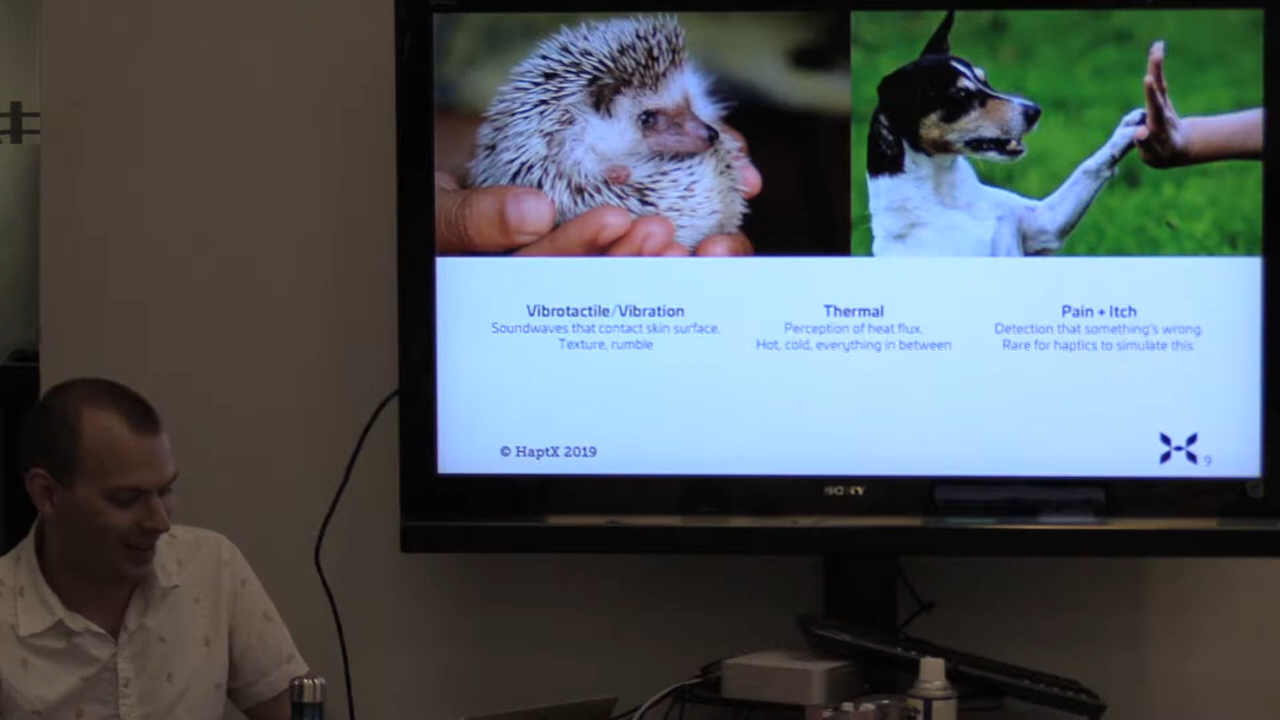 Vibrotactile/Vibration
Soundwaves that contact skin surface.
Texture, rumble
Thermal
Perception of heat flux.
Hot, cold, everything in between
Pain + Itch
Detection that something's wrong.
Rare for haptics to simulate this.
© HaptX 2019
9
SONY